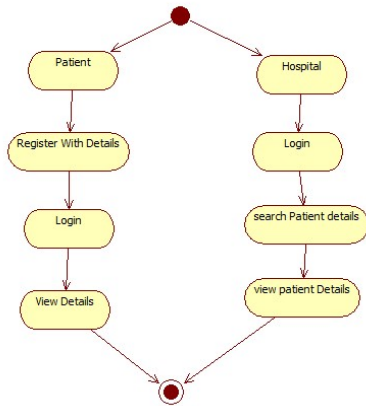 Patient
Hospital
Register With Details
Login
Login
search Patient details
View Details
view patient Details